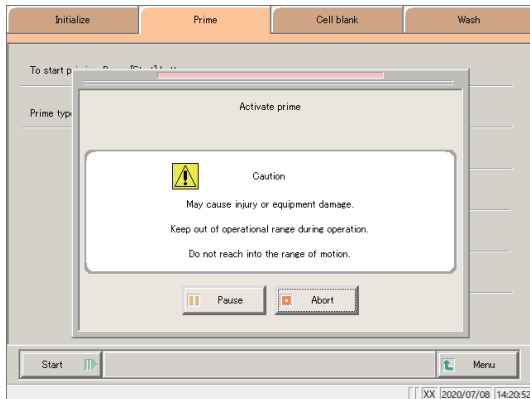 Initialize
Prime
Cell blank
Wash
To start
Prime type
Activate prime
Caution
May cause injury or equipment damage.
Keep out of operational range during operation.
Do not reach into the range of motion.
Pause
Abort
Start
Menu
XX 2020/07/08 14:20:52